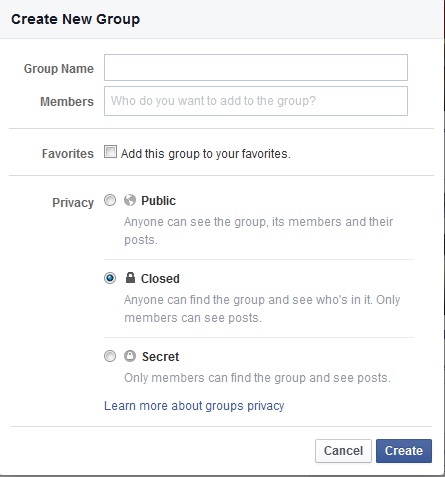 Create New Group
Group Name
Members Who do you want to add to the group?
Favorites Add this group to your favorites.
Privacy Public
Anyone can see the group, its members and their
posts.
Closed
Anyone can find the group and see who's in it. Only
members can see posts.
Secret
Only members can find the group and see posts.
Learn more about groups privacy
Cancel Create